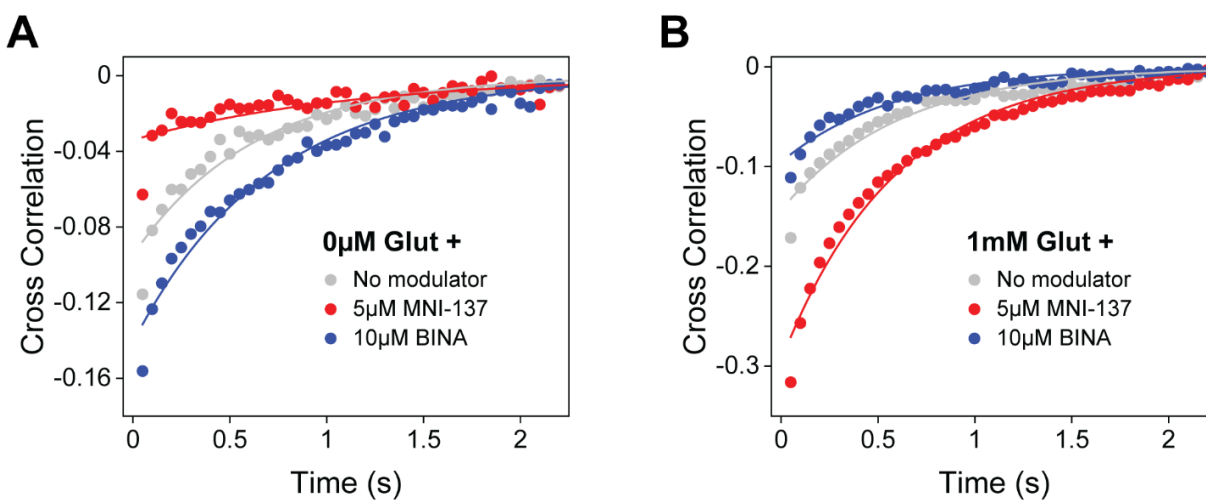 A
0
-0.04
-0.08
-0.12
-0.16
Cross Correlation
0µM Glut +
No modulator
5µM MNI-137
10µM BINA
0
0.5
1
1.5
2
Time (s)
B
0
-0.1
-0.2
-0.3
Cross Correlation
1mM Glut +
No modulator
5µM MNI-137
10µM BINA
0
0.5
1
1.5
2
Time (s)